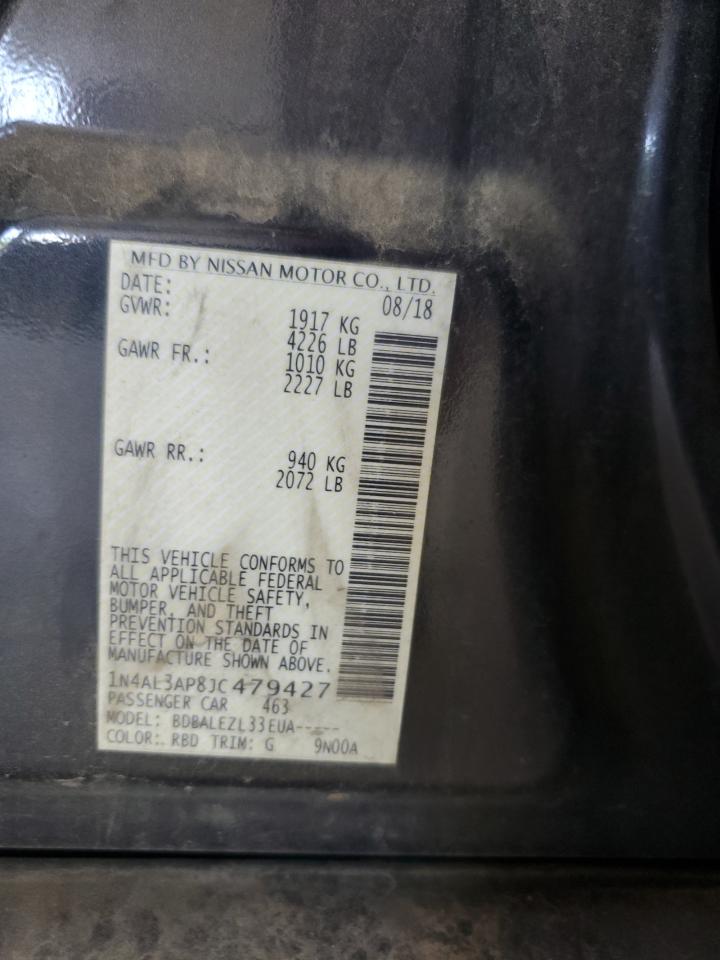 MFD BY NISSAN MOTOR CO., LTD.
DATE: 08/18
GVWR: 1917 KG
4226 LB
GAWR FR.: 1010 KG
2227 LB
GAWR RR.: 940 KG
2072 LB
THIS VEHICLE CONFORMS TO
ALL APPLICABLE FEDERAL
MOTOR VEHICLE SAFETY,
BUMPER, AND THEFT
PREVENTION STANDARDS IN
EFFECT ON THE DATE OF
MANUFACTURE SHOWN ABOVE.
1N4AL3AP8JC479427
PASSENGER CAR 463
MODEL: BDBALEZL33EUA-----
COLOR: RBD TRIM: G 9N00A